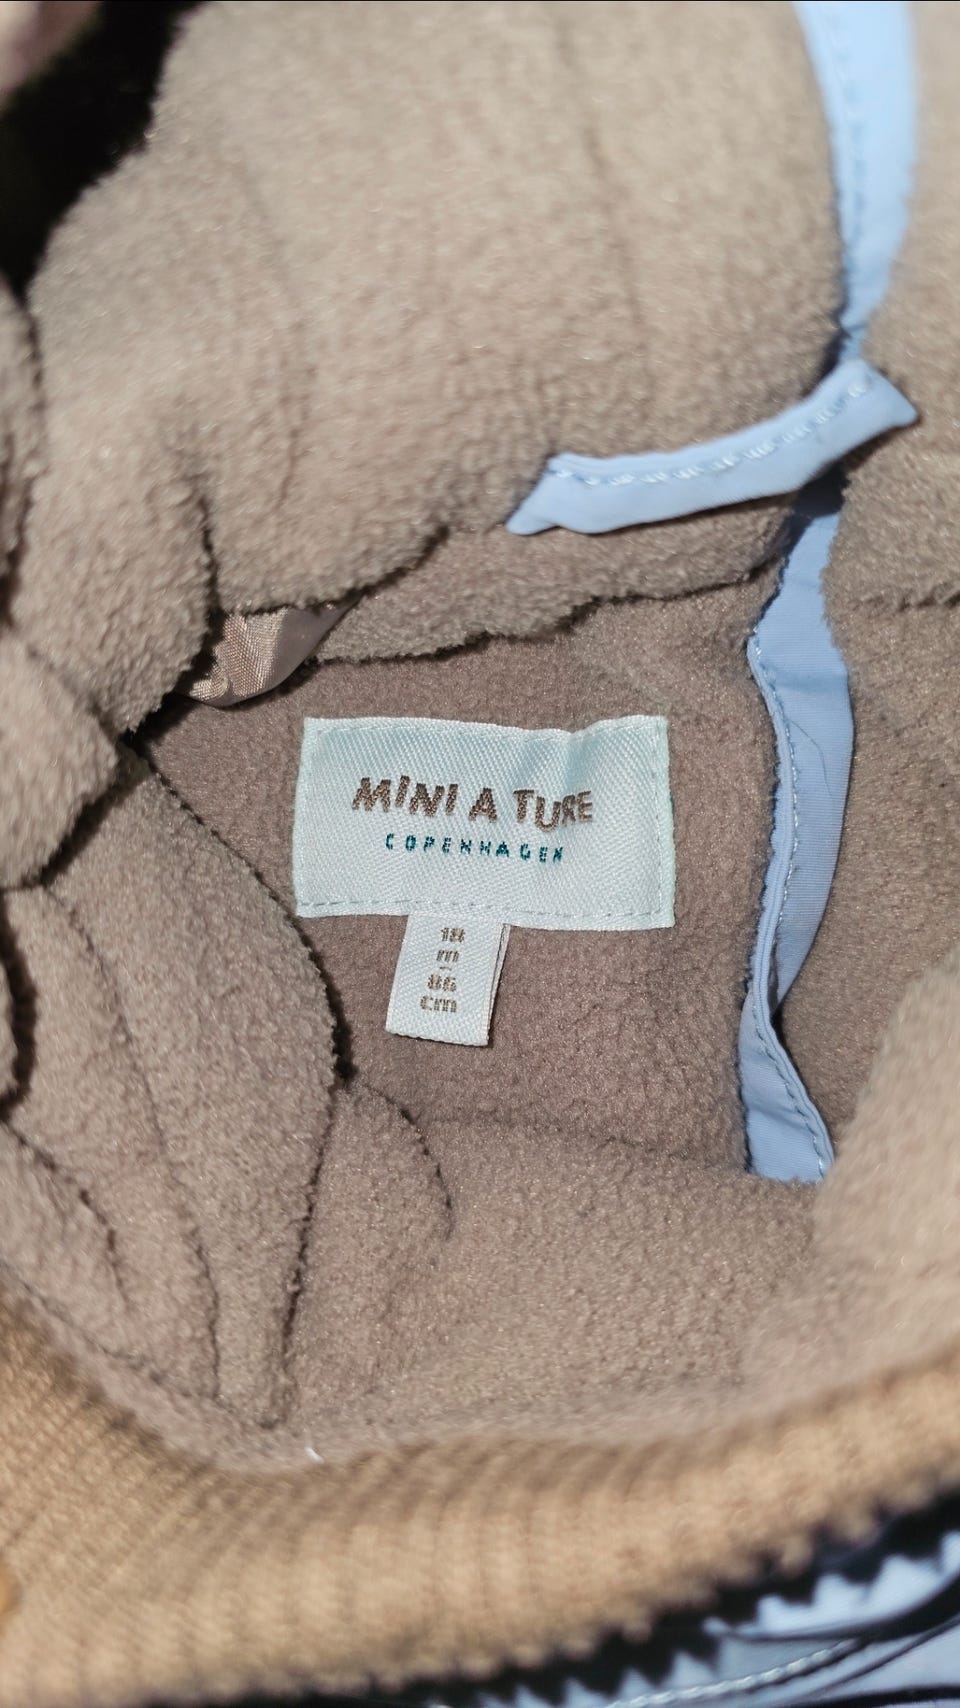 MINI A TURE
COPENHAGEN
18
m
-
86
cm